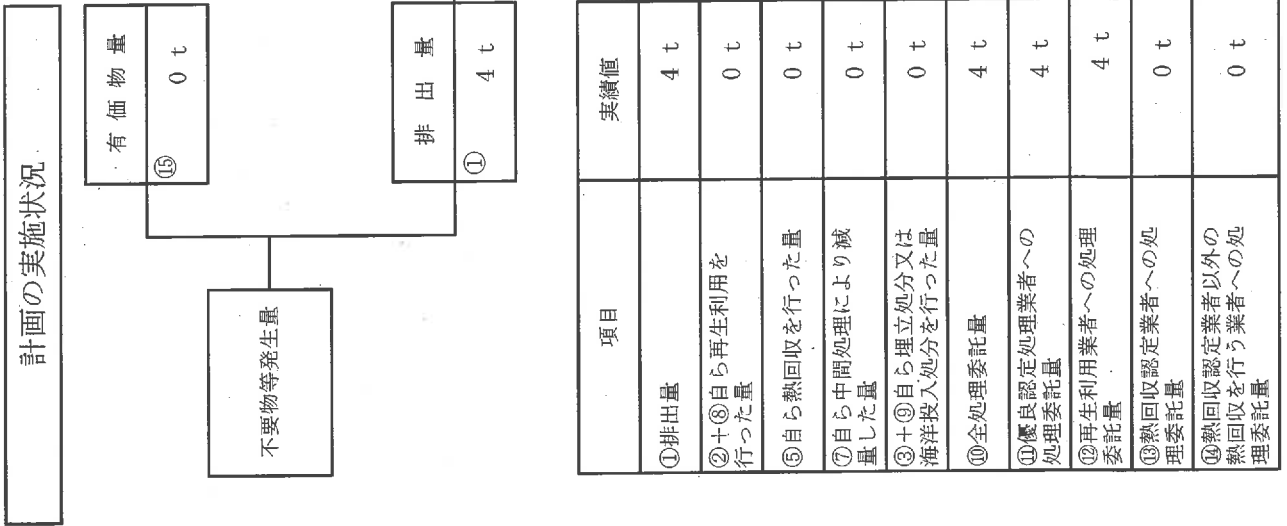 計画の実施状況
有価物量
⑮
0 t
不要物等発生量
排出量
①
4 t
項目
実績値
①排出量
4 t
②+⑧自ら再生利用を
行った量
0 t
⑤自ら熱回収を行った量
0 t
⑦自ら中間処理により減
量した量
0 t
③+⑨自ら埋立処分又は
海洋投入処分を行った量
0 t
⑩全処理委託量
4 t
⑪優良認定処理業者への
処理委託量
4 t
⑫再生利用業者への処理
委託量
4 t
⑬熱回収認定業者への処
理委託量
0 t
⑭熱回収認定業者以外の
熱回収を行う業者への処
理委託量
0 t